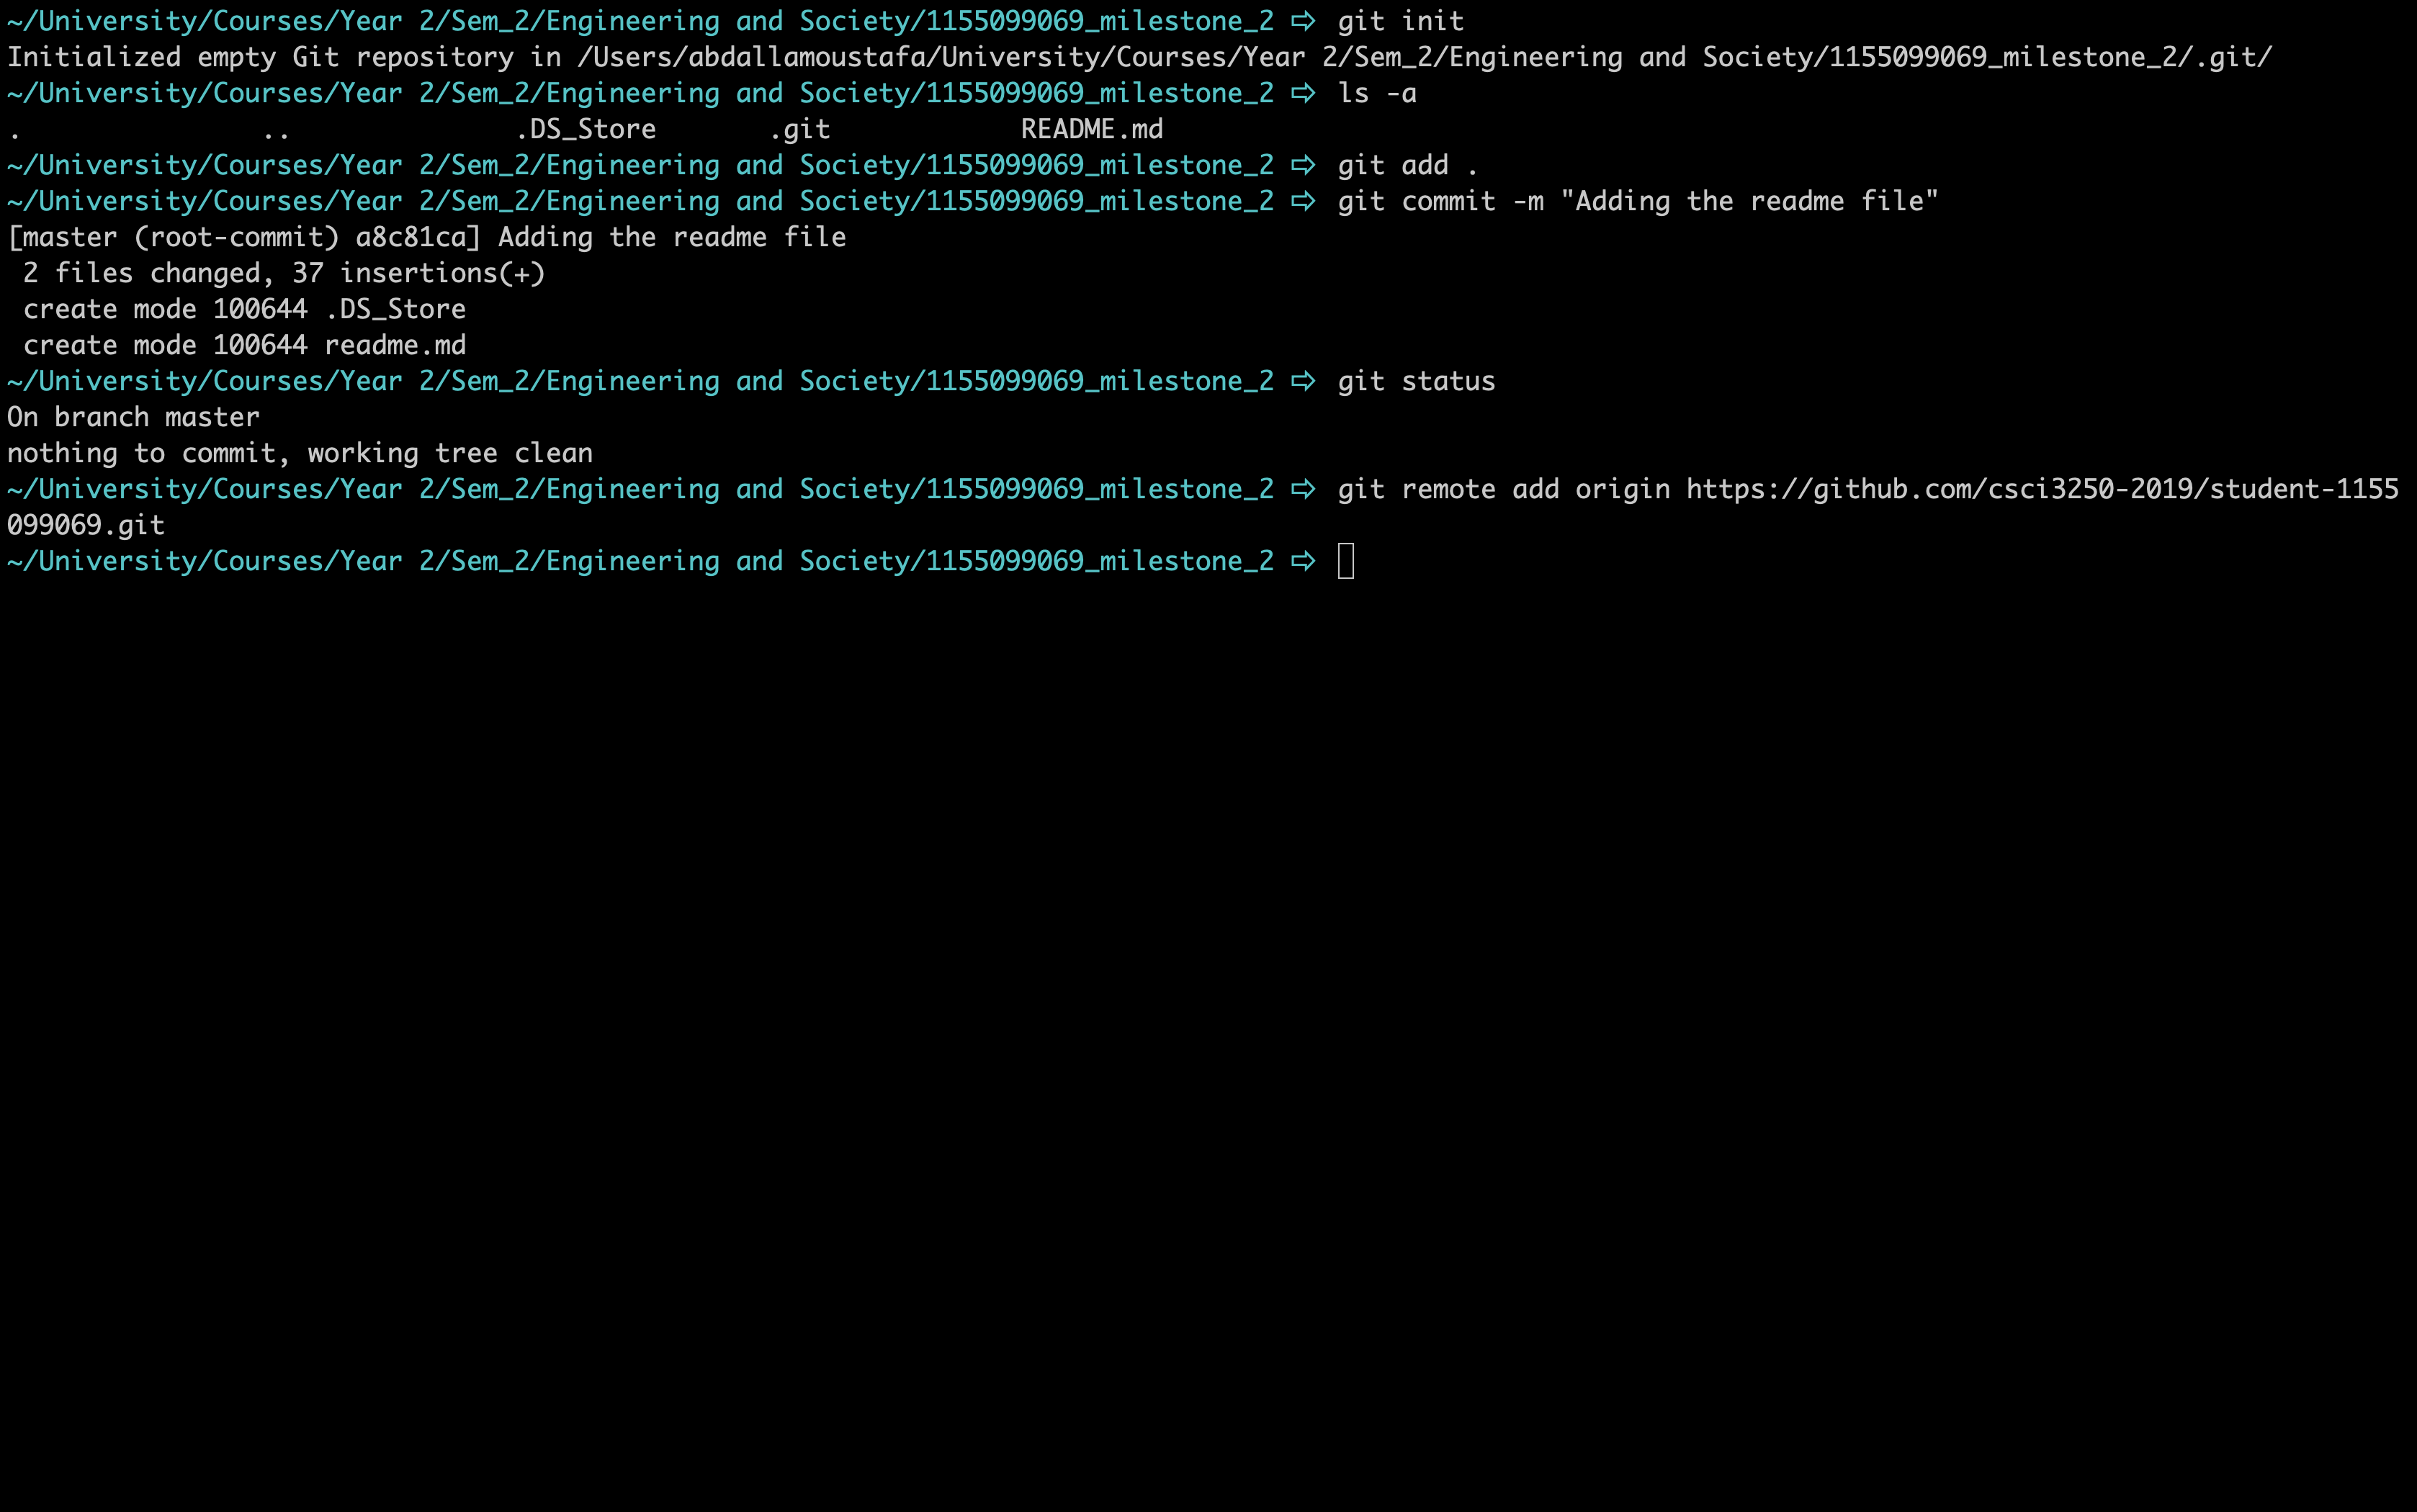 ~/University/Courses/Year 2/Sem_2/Engineering and Society/1155099069_milestone_2 ⇨ git init
Initialized empty Git repository in /Users/abdallamoustafa/University/Courses/Year 2/Sem_2/Engineering and Society/1155099069_milestone_2/.git/
~/University/Courses/Year 2/Sem_2/Engineering and Society/1155099069_milestone_2 ⇨ ls -a
. .. .DS_Store .git README.md
~/University/Courses/Year 2/Sem_2/Engineering and Society/1155099069_milestone_2 ⇨ git add .
~/University/Courses/Year 2/Sem_2/Engineering and Society/1155099069_milestone_2 ⇨ git commit -m "Adding the readme file"
[master (root-commit) a8c81ca] Adding the readme file
 2 files changed, 37 insertions(+)
 create mode 100644 .DS_Store
 create mode 100644 readme.md
~/University/Courses/Year 2/Sem_2/Engineering and Society/1155099069_milestone_2 ⇨ git status
On branch master
nothing to commit, working tree clean
~/University/Courses/Year 2/Sem_2/Engineering and Society/1155099069_milestone_2 ⇨ git remote add origin https://github.com/csci3250-2019/student-1155
099069.git
~/University/Courses/Year 2/Sem_2/Engineering and Society/1155099069_milestone_2 ⇨